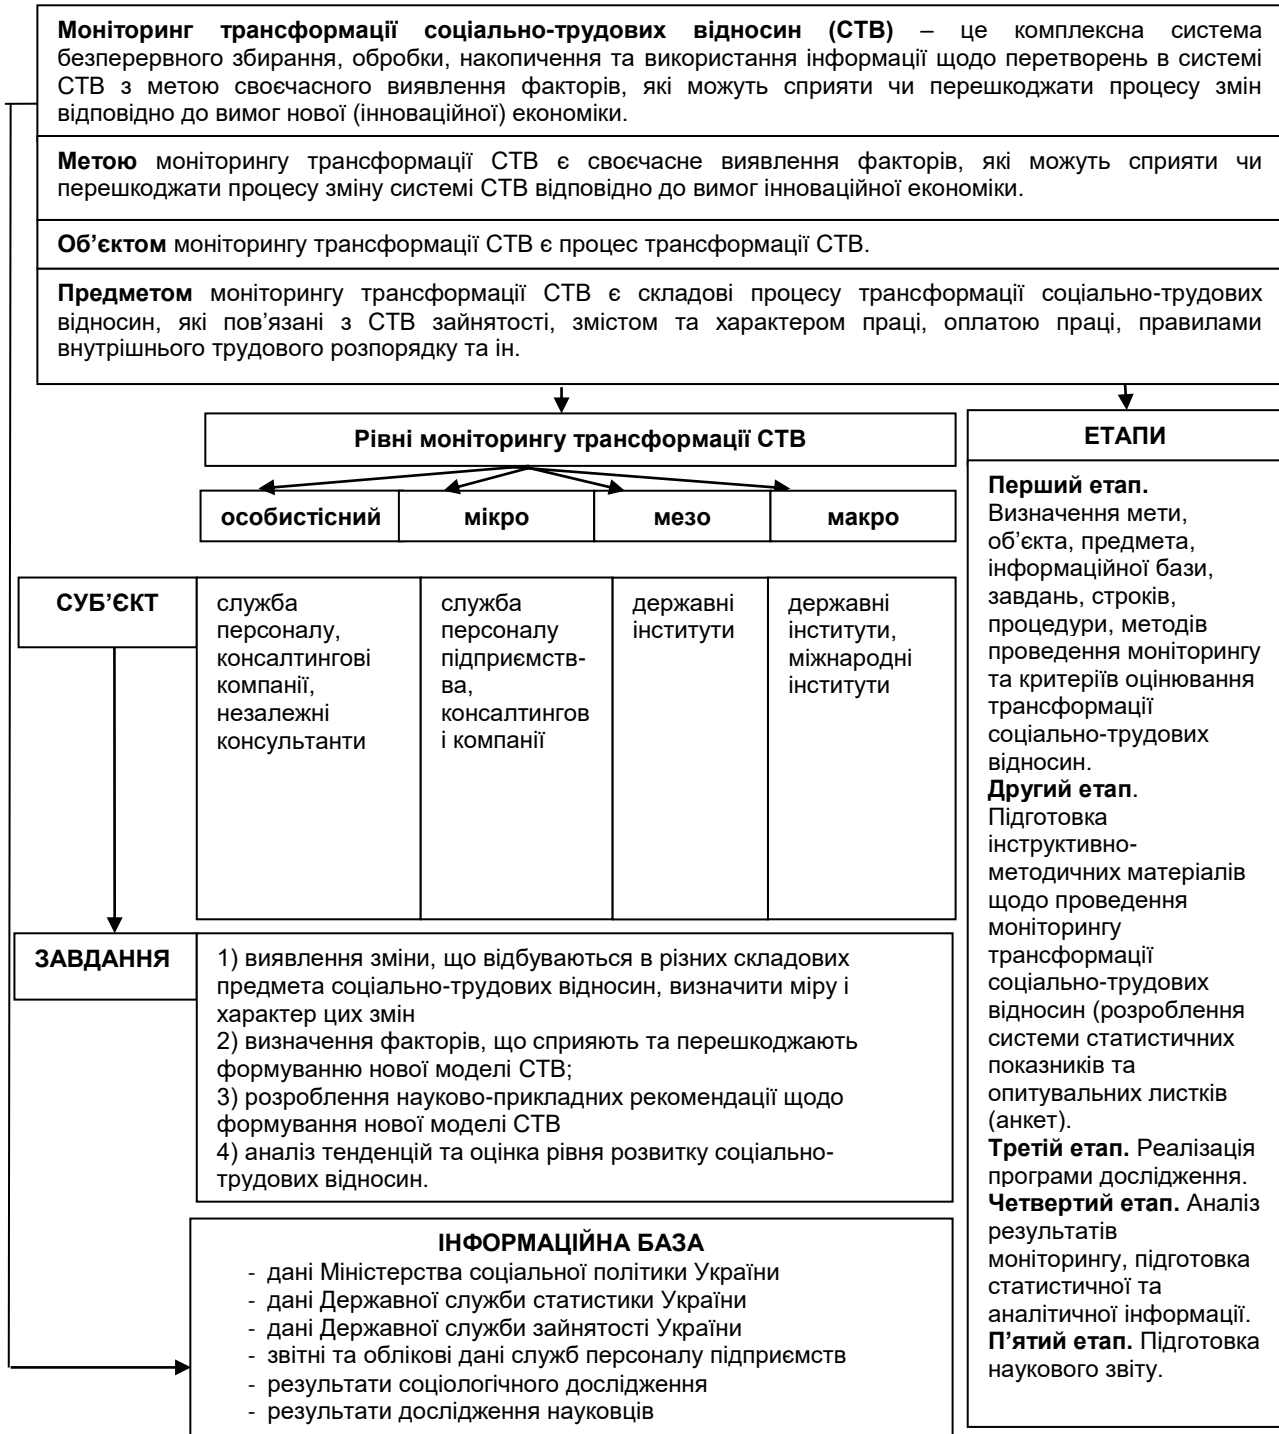 Моніторинг трансформації соціально-трудових відносин (СТВ) – це комплексна система
безперервного збирання, обробки, накопичення та використання інформації щодо перетворень в системі
СТВ з метою своєчасного виявлення факторів, які можуть сприяти чи перешкоджати процесу змін
відповідно до вимог нової (інноваційної) економіки.
Метою моніторингу трансформації СТВ є своєчасне виявлення факторів, які можуть сприяти чи
перешкоджати процесу зміну системі СТВ відповідно до вимог інноваційної економіки.
Об’єктом моніторингу трансформації СТВ є процес трансформації СТВ.
Предметом моніторингу трансформації СТВ є складові процесу трансформації соціально-трудових
відносин, які пов’язані з СТВ зайнятості, змістом та характером праці, оплатою праці, правилами
внутрішнього трудового розпорядку та ін.
Рівні моніторингу трансформації СТВ
особистісний
мікро
мезо
макро
СУБ’ЄКТ
служба
персоналу,
консалтингові
компанії,
незалежні
консультанти
служба
персоналу
підприємств-
ва,
консалтингов
і компанії
державні
інститути
державні
інститути,
міжнародні
інститути
ЗАВДАННЯ
1) виявлення зміни, що відбуваються в різних складових
предмета соціально-трудових відносин, визначити міру і
характер цих змін
2) визначення факторів, що сприяють та перешкоджають
формуванню нової моделі СТВ;
3) розроблення науково-прикладних рекомендації щодо
формування нової моделі СТВ
4) аналіз тенденцій та оцінка рівня розвитку соціально-
трудових відносин.
ІНФОРМАЦІЙНА БАЗА
- дані Міністерства соціальної політики України
- дані Державної служби статистики України
- дані Державної служби зайнятості України
- звітні та облікові дані служб персоналу підприємств
- результати соціологічного дослідження
- результати дослідження науковців
ЕТАПИ
Перший етап.
Визначення мети,
об’єкта, предмета,
інформаційної бази,
завдань, строків,
процедури, методів
проведення моніторингу
та критеріїв оцінювання
трансформації
соціально-трудових
відносин.
Другий етап.
Підготовка
інструктивно-
методичних матеріалів
щодо проведення
моніторингу
трансформації
соціально-трудових
відносин (розроблення
системи статистичних
показників та
опитувальних листків
(анкет).
Третій етап. Реалізація
програми дослідження.
Четвертий етап. Аналіз
результатів
моніторингу, підготовка
статистичної та
аналітичної інформації.
П’ятий етап. Підготовка
наукового звіту.